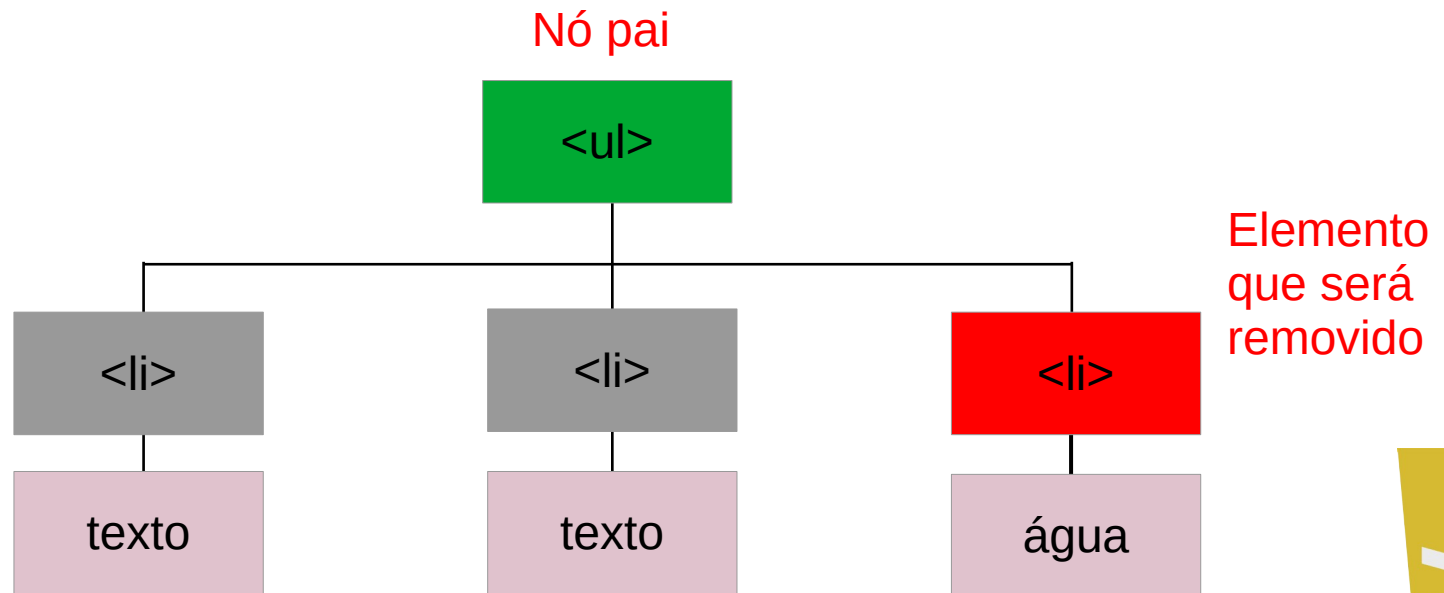 Nó pai
<ul>
Elemento
que será
removido
<li>
<li>
<li>
texto
texto
água